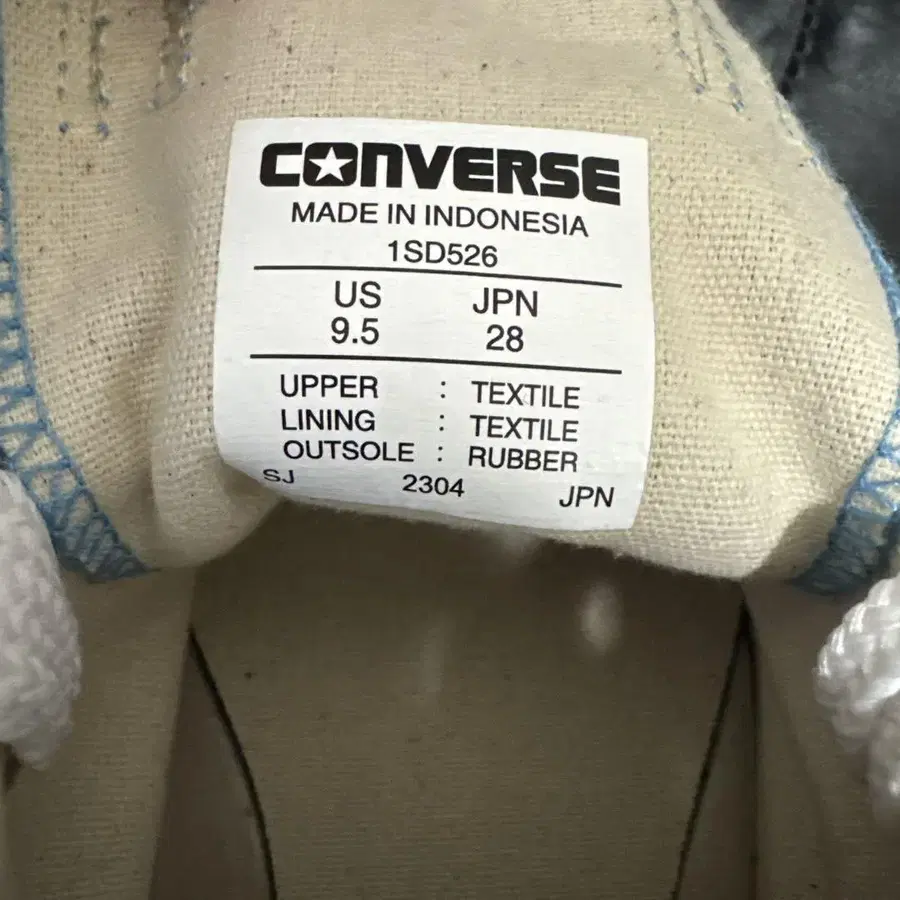 CONVERSE
MADE IN INDONESIA
1SD526
US JPN
9.5 28
UPPER : TEXTILE
LINING : TEXTILE
OUTSOLE : RUBBER
SJ 2304 JPN